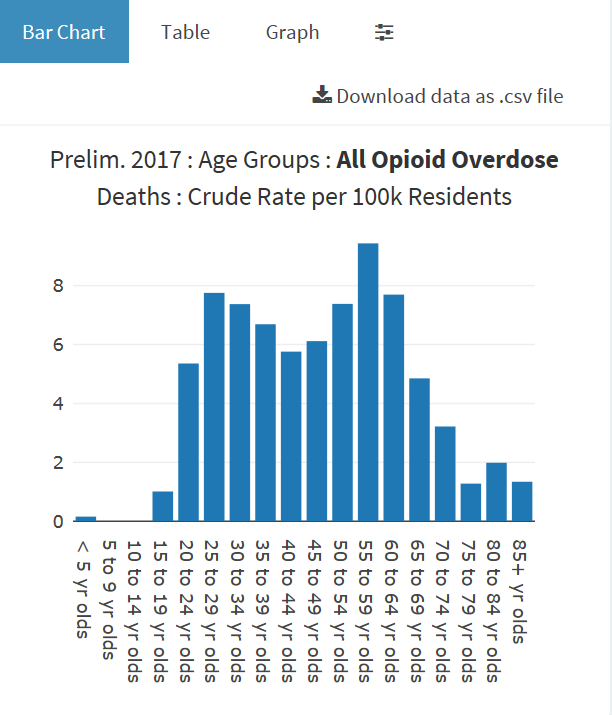 Bar Chart Table Graph
Download data as .csv file
Prelim. 2017 : Age Groups : All Opioid Overdose
Deaths : Crude Rate per 100k Residents
8
6
4
2
0
< 5 yr olds
5 to 9 yr olds
10 to 14 yr olds
15 to 19 yr olds
20 to 24 yr olds
25 to 29 yr olds
30 to 34 yr olds
35 to 39 yr olds
40 to 44 yr olds
45 to 49 yr olds
50 to 54 yr olds
55 to 59 yr olds
60 to 64 yr olds
65 to 69 yr olds
70 to 74 yr olds
75 to 79 yr olds
80 to 84 yr olds
85+ yr olds